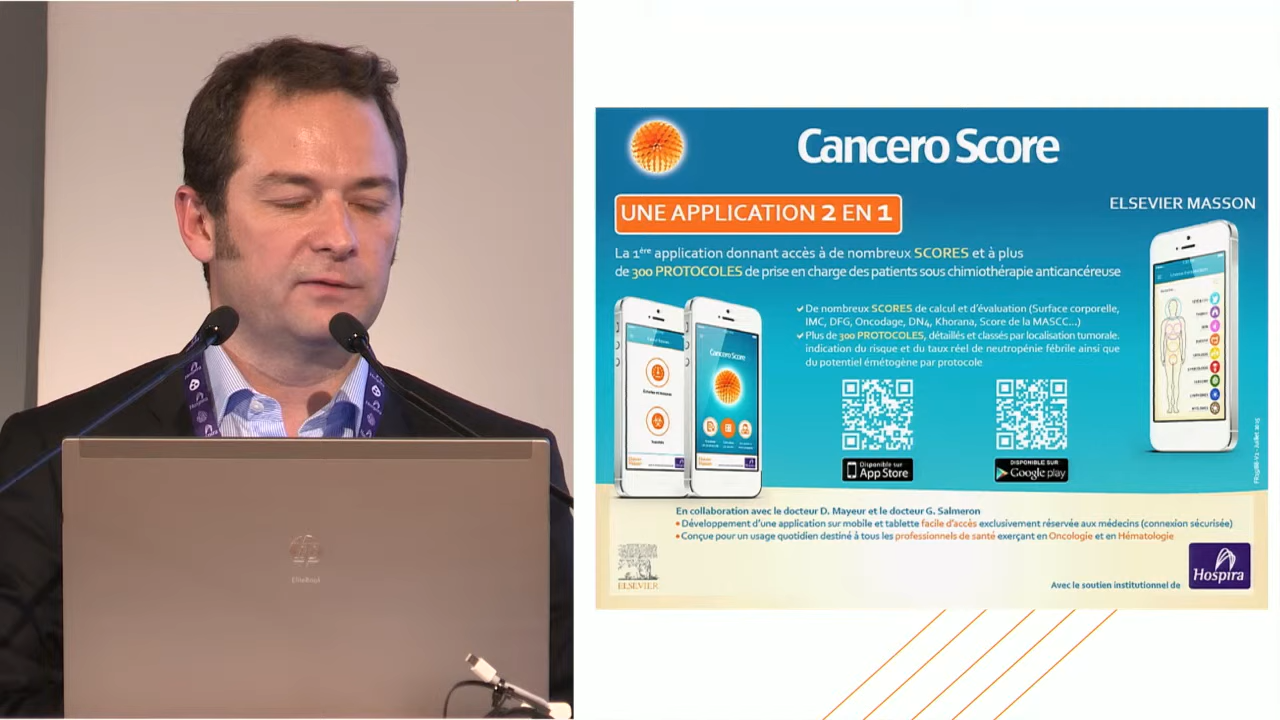 Cancero Score
UNE APPLICATION 2 EN 1
ELSEVIER MASSON
La 1ère application donnant accès à de nombreux SCORES et à plus
de 300 PROTOCOLES de prise en charge des patients sous chimiothérapie anticancéreuse
✔ De nombreux SCORES de calcul et d'évaluation (Surface corporelle,
IMC, DFG, Oncodage, DN4, Khorana, Score de la MASCC...)
✔ Plus de 300 PROTOCOLES, détaillés et classés par localisation tumorale.
indication du risque et du taux réel de neutropénie fébrile ainsi que
du potentiel émétogène par protocole
Cancero Score
Disponible sur
App Store
DISPONIBLE SUR
Google play
En collaboration avec le docteur D. Mayeur et le docteur G. Salmeron
• Développement d'une application sur mobile et tablette facile d'accès exclusivement réservée aux médecins (connexion sécurisée)
• Conçue pour un usage quotidien destiné à tous les professionnels de santé exerçant en Oncologie et en Hématologie
ELSEVIER
Avec le soutien institutionnel de
Hospira